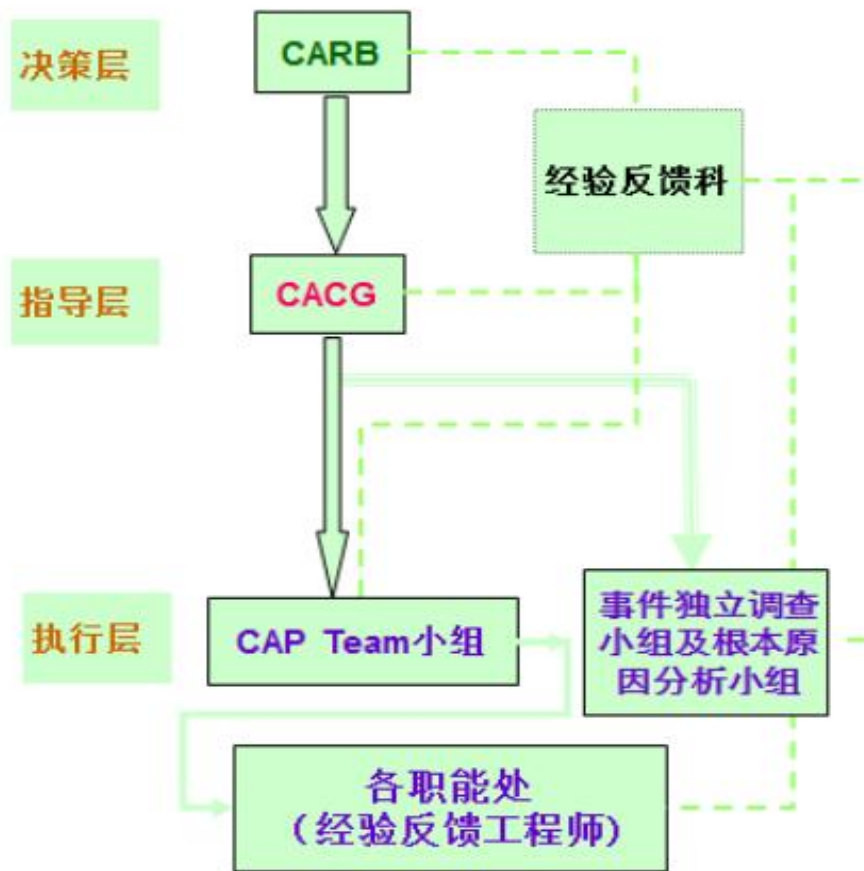 决策层
CARB
经验反馈科
指导层
CACG
执行层
CAP Team小组
事件独立调查
小组及根本原
因分析小组
各职能处
（经验反馈工程师)